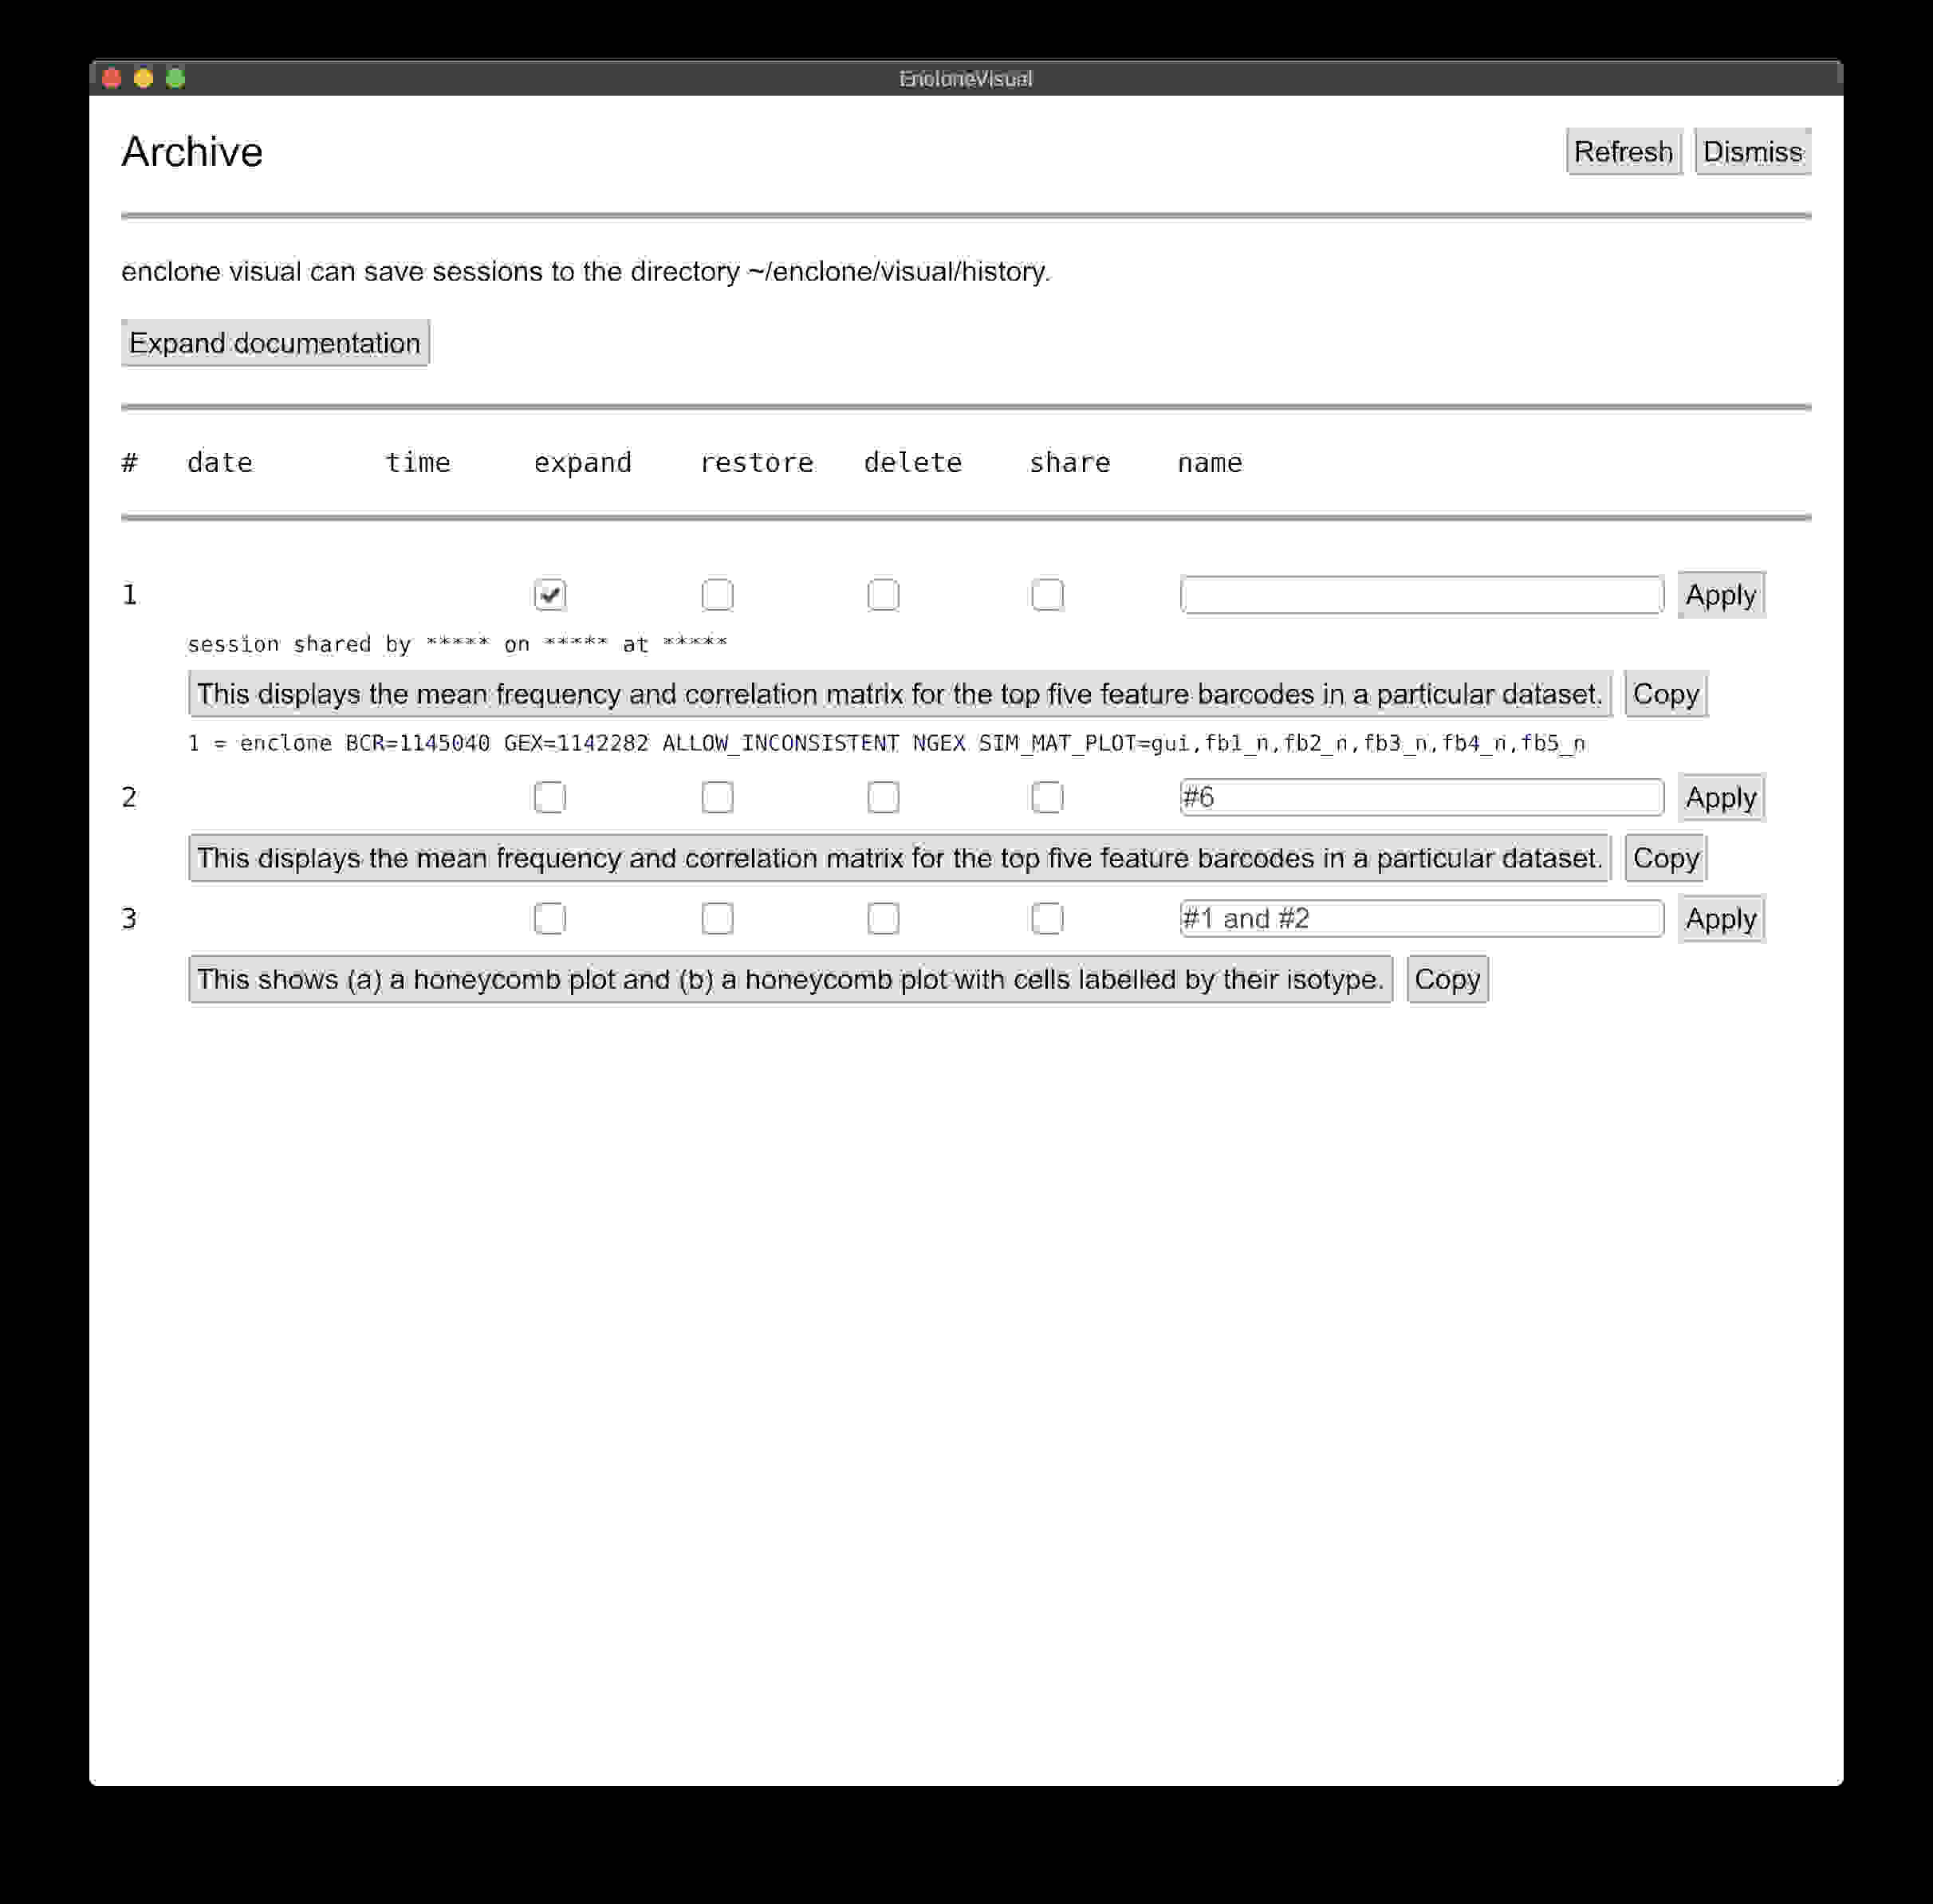 EncloneVisual
Archive Refresh Dismiss
enclone visual can save sessions to the directory ~/enclone/visual/history.
Expand documentation
# date time expand restore delete share name
1 Apply
session shared by ***** on ***** at *****
This displays the mean frequency and correlation matrix for the top five feature barcodes in a particular dataset. Copy
1 = enclone BCR=1145040 GEX=1142282 ALLOW_INCONSISTENT NGEX SIM_MAT_PLOT=gui,fb1_n,fb2_n,fb3_n,fb4_n,fb5_n
2 #6 Apply
This displays the mean frequency and correlation matrix for the top five feature barcodes in a particular dataset. Copy
3 #1 and #2 Apply
This shows (a) a honeycomb plot and (b) a honeycomb plot with cells labelled by their isotype. Copy